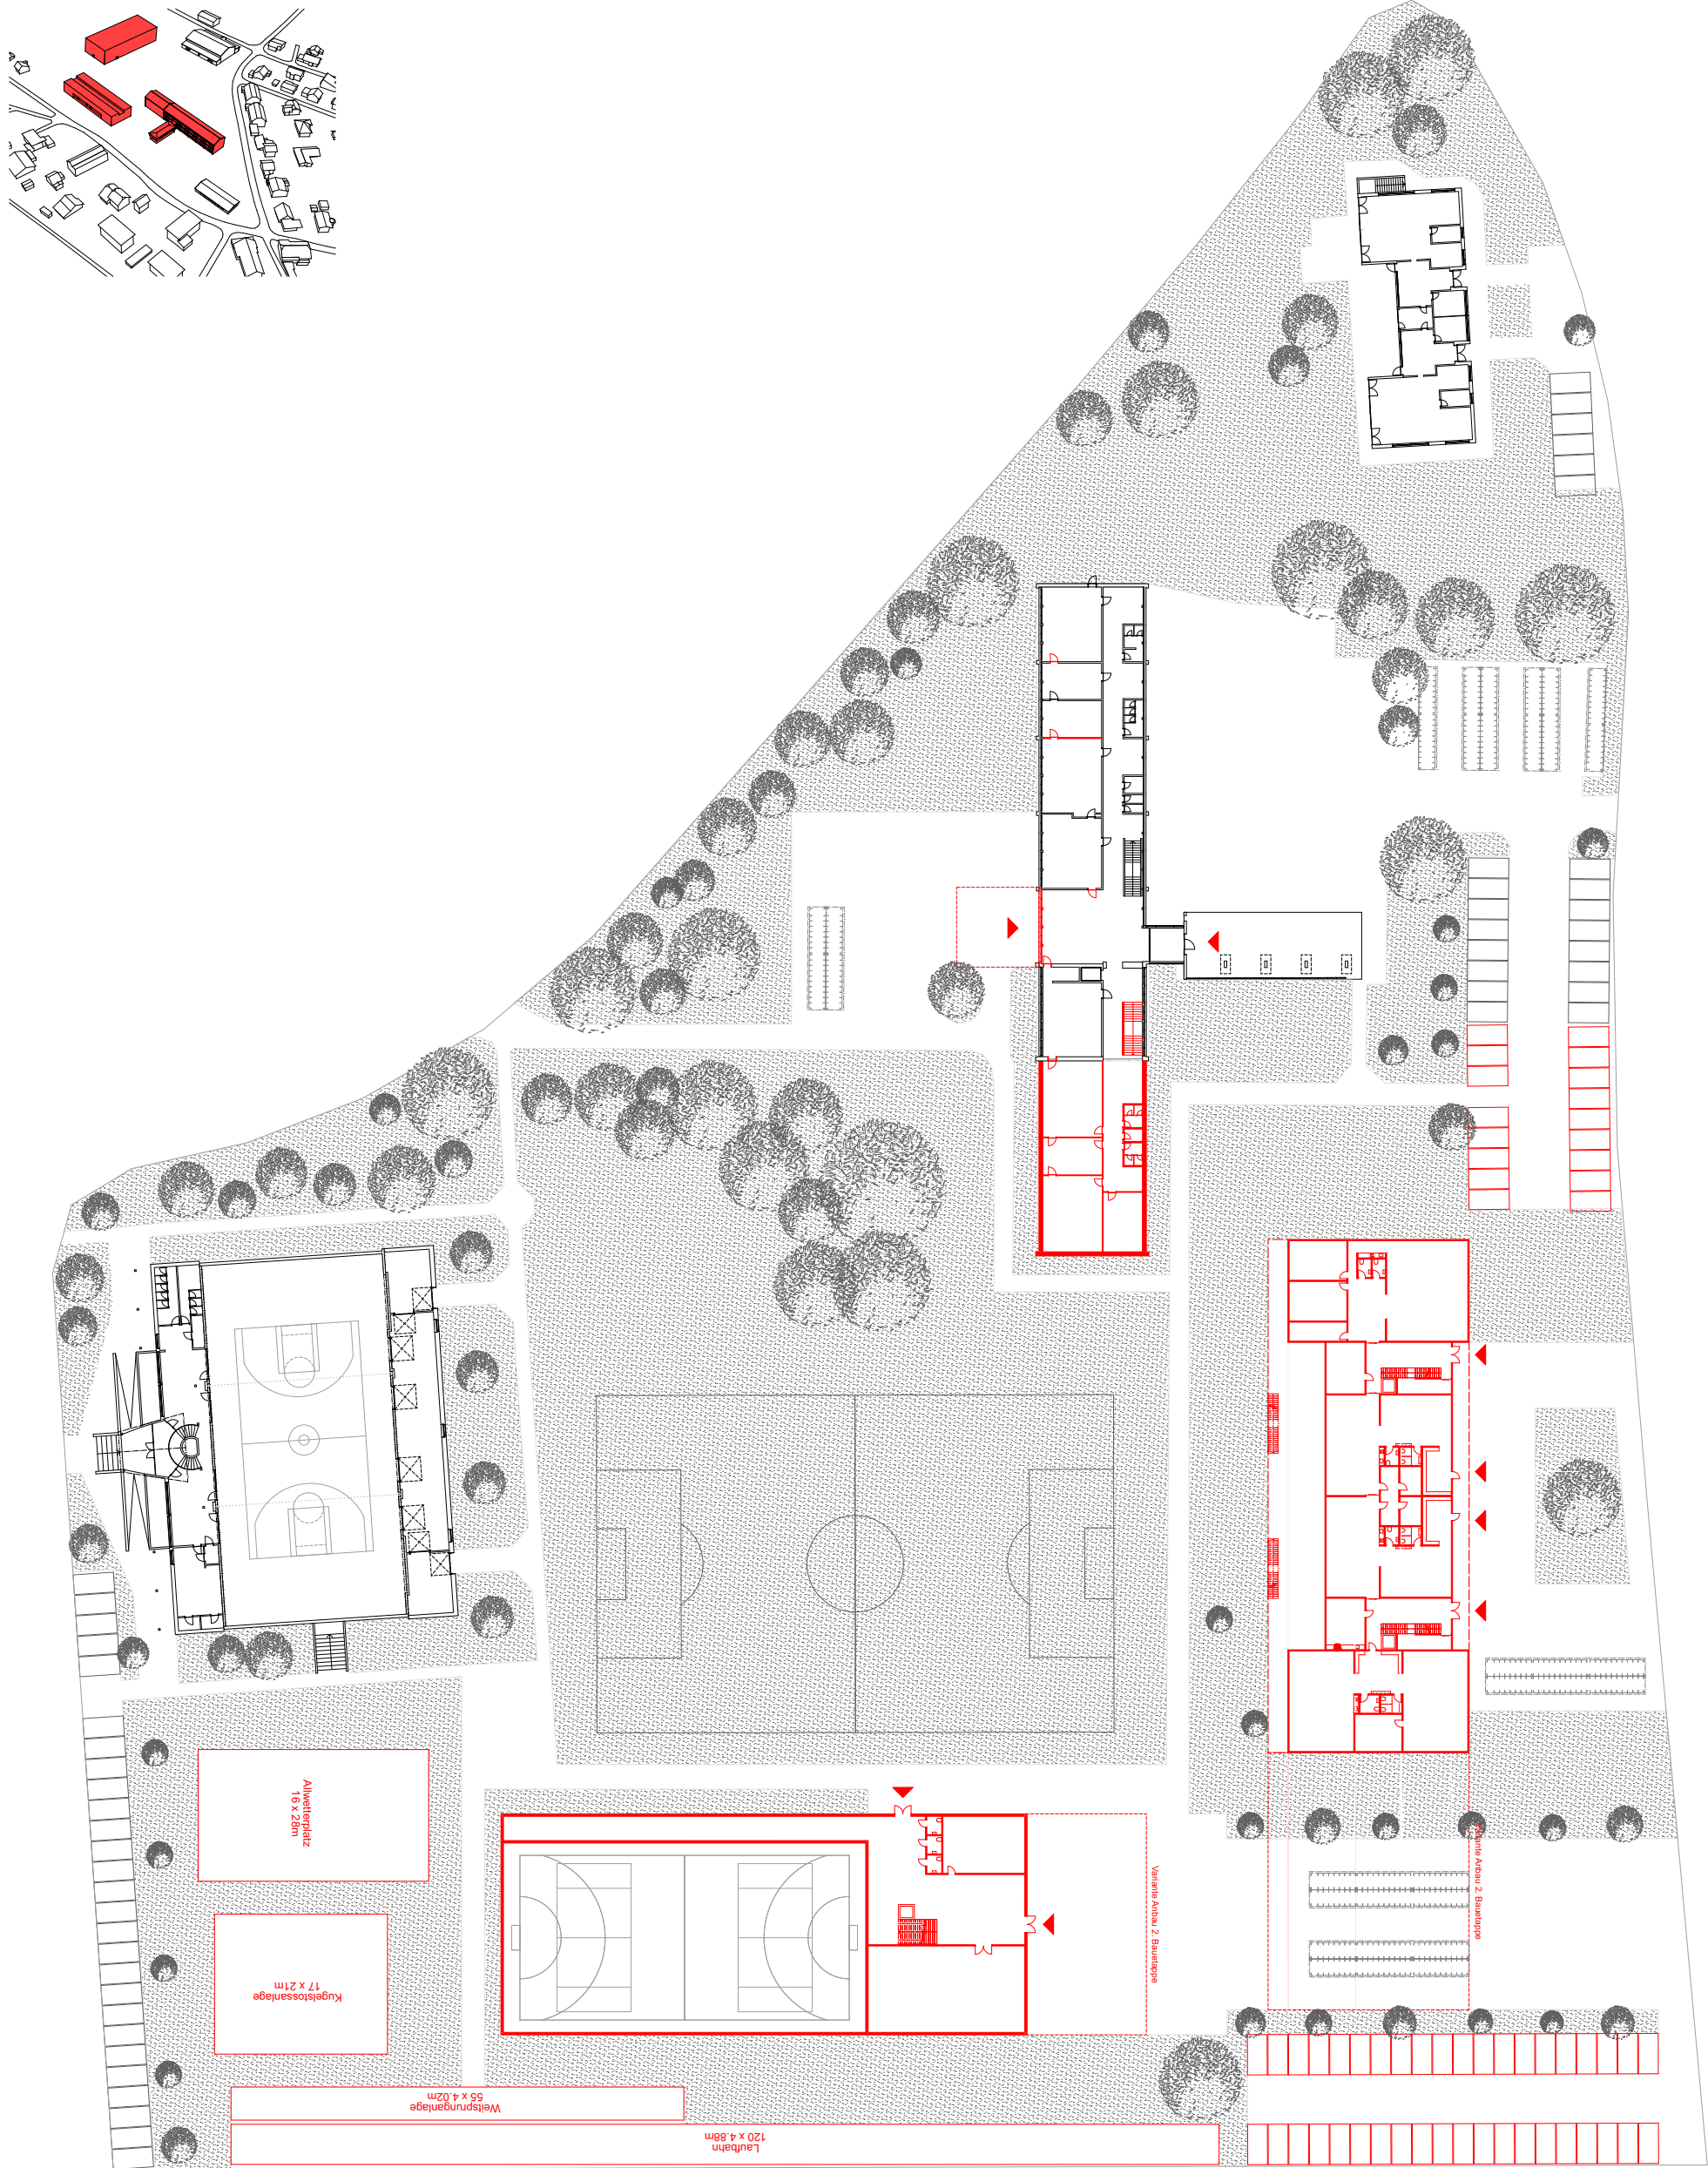 Allwetterplatz
16 x 28m
Kugelstossanlage
17 x 21m
Weitsprunganlage
55 x 4.02m
Laufbahn
120 x 4.88m
Variante Anbau 2. Bauetappe
Variante Anbau 2. Bauetappe